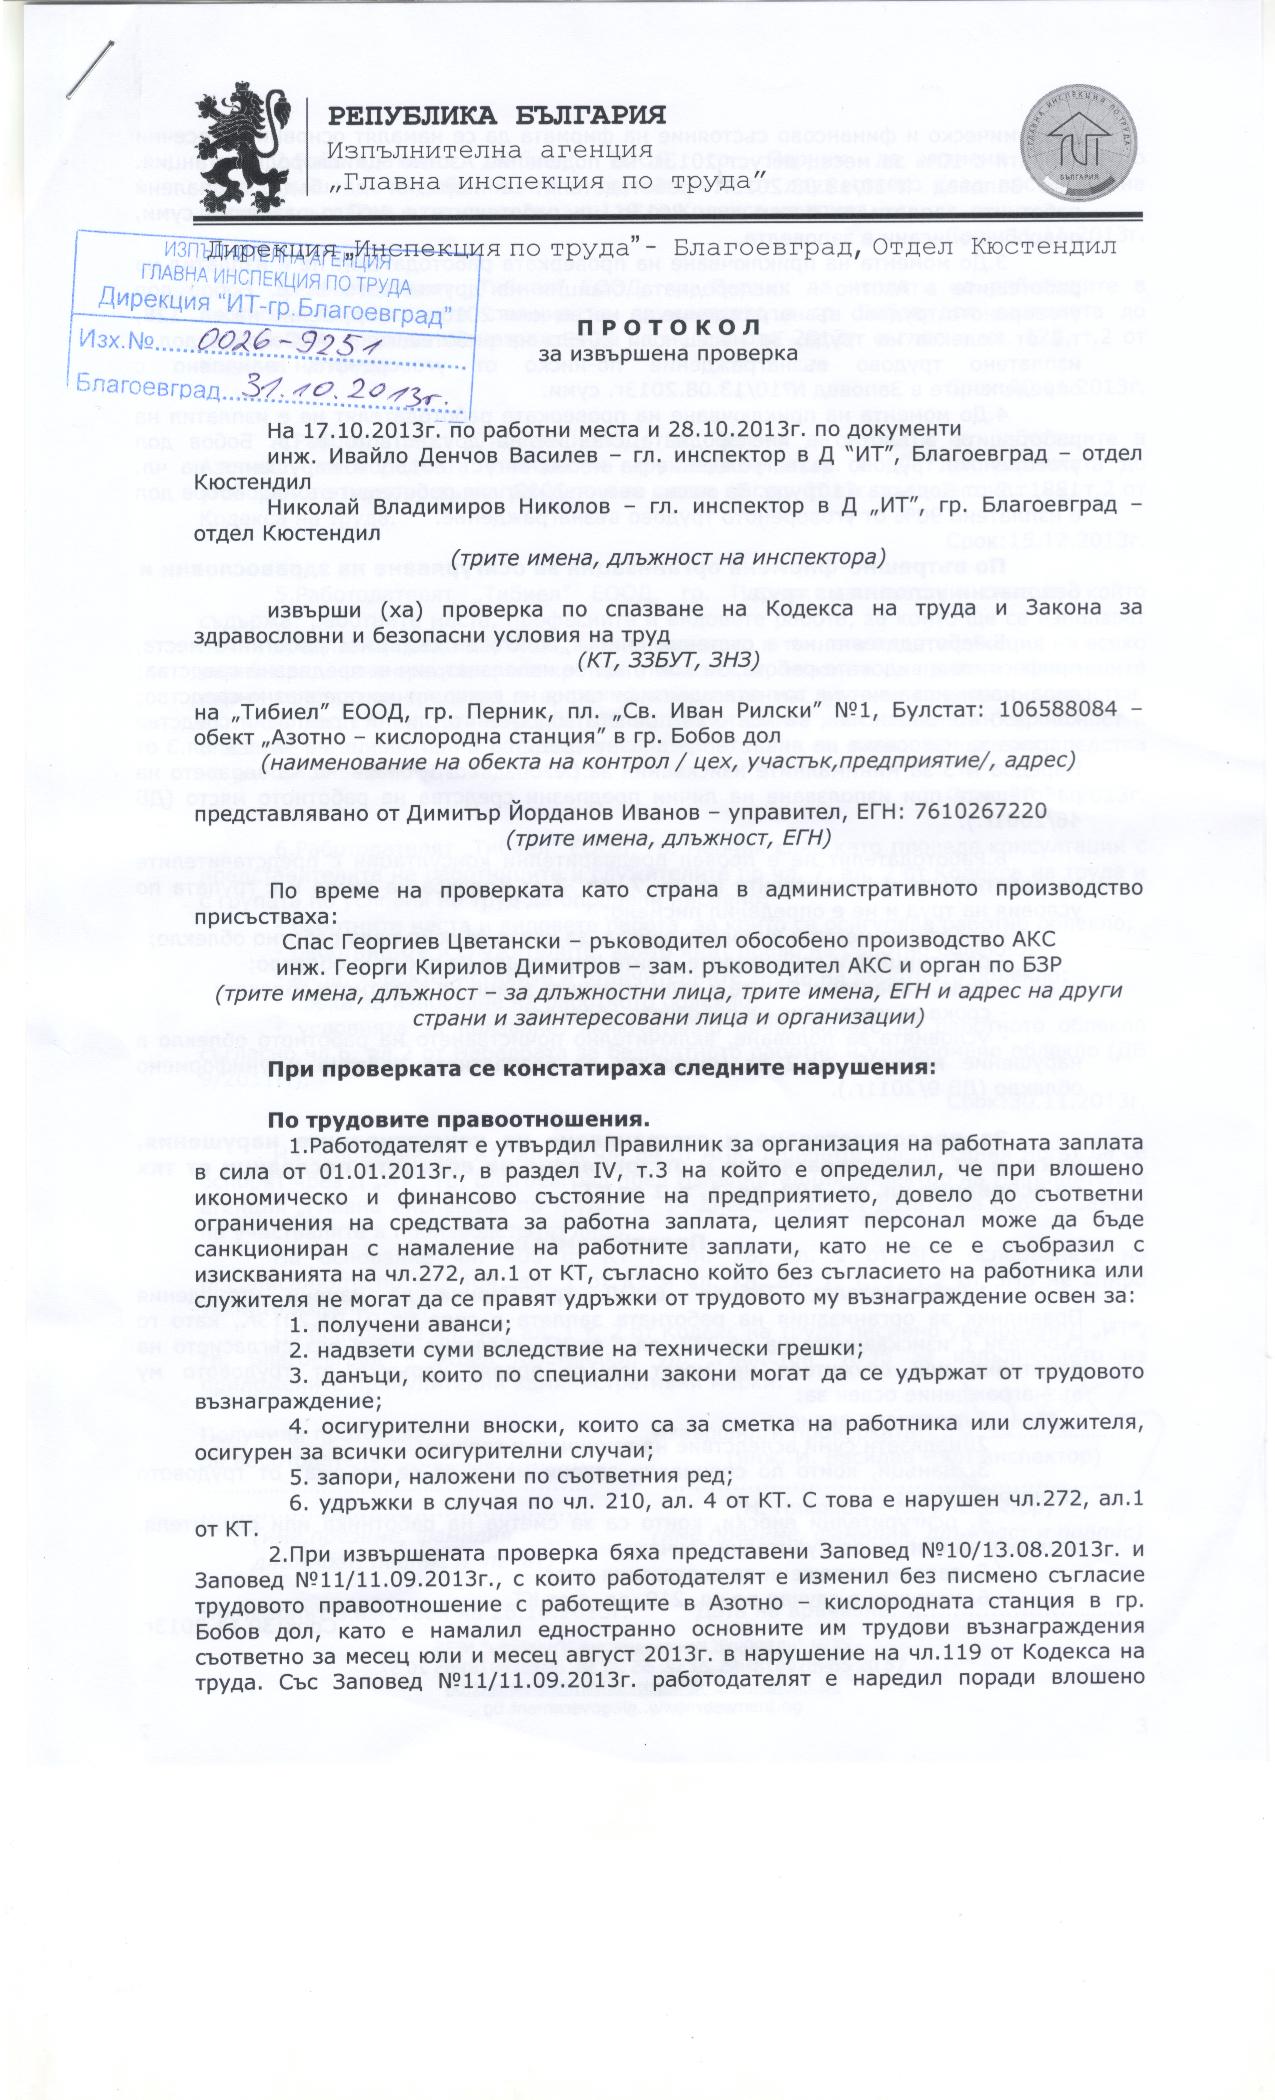 РЕПУБЛИКА БЪЛГАРИЯ
Изпълнителна агенция
„Главна инспекция по труда”
Дирекция „Инспекция по труда” - Благоевград, Отдел Кюстендил
ИЗПЪЛНИТЕЛНА АГЕНЦИЯ
ГЛАВНА ИНСПЕКЦИЯ ПО ТРУДА
Дирекция "ИТ-гр.Благоевград"
Изх.№ 0026-9251
Благоевград 31.10.2013г.
ПРОТОКОЛ
за извършена проверка
На 17.10.2013г. по работни места и 28.10.2013г. по документи
инж. Ивайло Денчов Василев – гл. инспектор в Д “ИТ”, Благоевград – отдел
Кюстендил
Николай Владимиров Николов – гл. инспектор в Д „ИТ”, гр. Благоевград –
отдел Кюстендил
(трите имена, длъжност на инспектора)
извърши (ха) проверка по спазване на Кодекса на труда и Закона за
здравословни и безопасни условия на труд
(КТ, ЗЗБУТ, ЗНЗ)
на „Тибиел” ЕООД, гр. Перник, пл. „Св. Иван Рилски” №1, Булстат: 106588084 –
обект „Азотно – кислородна станция” в гр. Бобов дол
(наименование на обекта на контрол / цех, участък,предприятие/, адрес)
представлявано от Димитър Йорданов Иванов – управител, ЕГН: 7610267220
(трите имена, длъжност, ЕГН)
По време на проверката като страна в административното производство
присъстваха:
Спас Георгиев Цветански – ръководител обособено производство АКС
инж. Георги Кирилов Димитров – зам. ръководител АКС и орган по БЗР
(трите имена, длъжност – за длъжностни лица, трите имена, ЕГН и адрес на други
страни и заинтересовани лица и организации)
При проверката се констатираха следните нарушения:
По трудовите правоотношения.
1.Работодателят е утвърдил Правилник за организация на работната заплата
в сила от 01.01.2013г., в раздел IV, т.3 на който е определил, че при влошено
икономическо и финансово състояние на предприятието, довело до съответни
ограничения на средствата за работна заплата, целият персонал може да бъде
санкциониран с намаление на работните заплати, като не се е съобразил с
изискванията на чл.272, ал.1 от КТ, съгласно който без съгласието на работника или
служителя не могат да се правят удръжки от трудовото му възнаграждение освен за:
1. получени аванси;
2. надвзети суми вследствие на технически грешки;
3. данъци, които по специални закони могат да се удържат от трудовото
възнаграждение;
4. осигурителни вноски, които са за сметка на работника или служителя,
осигурен за всички осигурителни случаи;
5. запори, наложени по съответния ред;
6. удръжки в случая по чл. 210, ал. 4 от КТ. С това е нарушен чл.272, ал.1
от КТ.
2.При извършената проверка бяха представени Заповед №10/13.08.2013г. и
Заповед №11/11.09.2013г., с които работодателят е изменил без писмено съгласие
трудовото правоотношение с работещите в Азотно – кислородната станция в гр.
Бобов дол, като е намалил едностранно основните им трудови възнаграждения
съответно за месец юли и месец август 2013г. в нарушение на чл.119 от Кодекса на
труда. Със Заповед №11/11.09.2013г. работодателят е наредил поради влошено